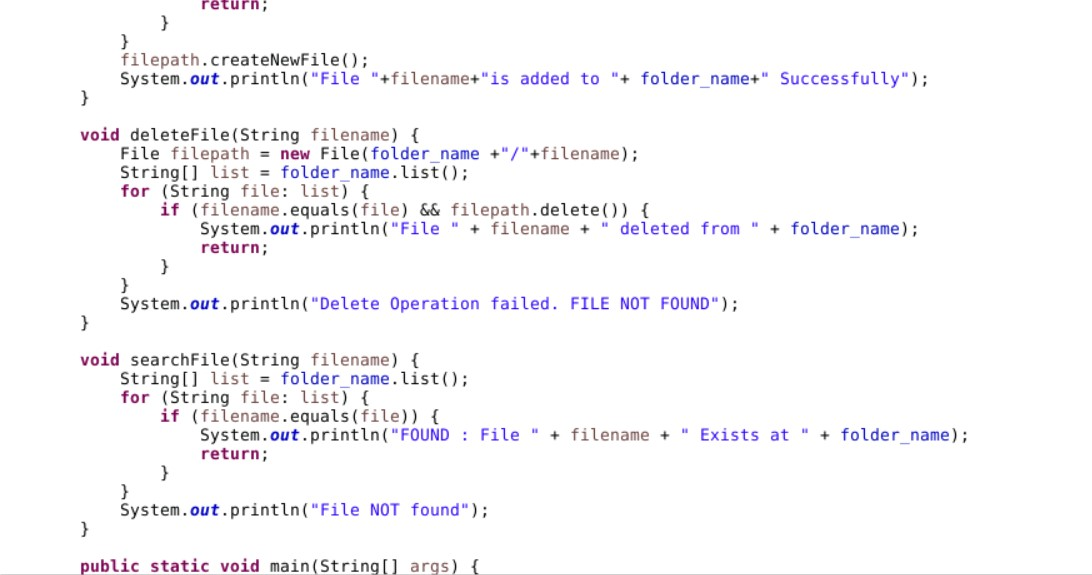 return;
}
}
filepath.createNewFile();
System.out.println("File "+filename+"is added to "+ folder_name+" Successfully");
}
void deleteFile(String filename) {
File filepath = new File(folder_name +"/"+filename);
String[] list = folder_name.list();
for (String file: list) {
if (filename.equals(file) && filepath.delete()) {
System.out.println("File " + filename + " deleted from " + folder_name);
return;
}
}
System.out.println("Delete Operation failed. FILE NOT FOUND");
}
void searchFile(String filename) {
String[] list = folder_name.list();
for (String file: list) {
if (filename.equals(file)) {
System.out.println("FOUND : File " + filename + " Exists at " + folder_name);
return;
}
}
System.out.println("File NOT found");
}
public static void main(String[] args) {